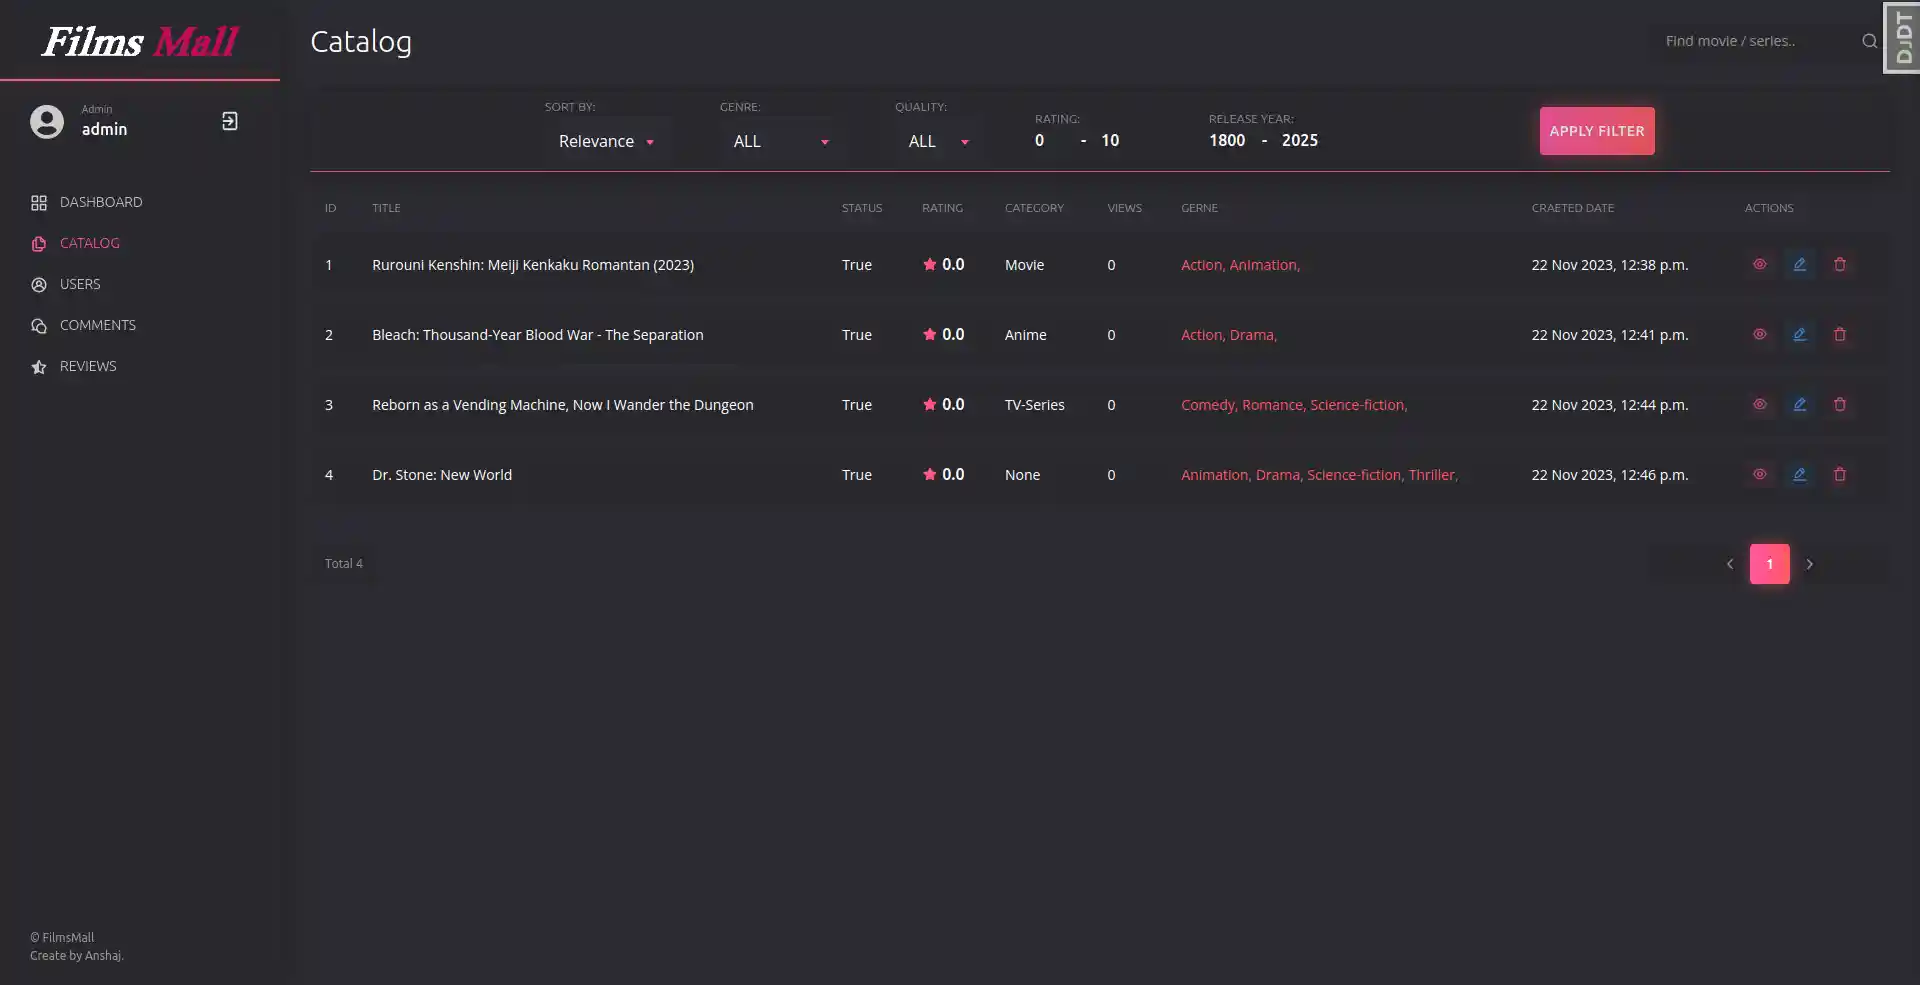 Films Mall
Catalog
Find movie / series..
DJDT
Admin
admin
SORT BY:
Relevance
GENRE:
ALL
QUALITY:
ALL
RATING:
0 - 10
RELEASE YEAR:
1800 - 2025
APPLY FILTER
DASHBOARD
CATALOG
USERS
COMMENTS
REVIEWS
ID TITLE STATUS RATING CATEGORY VIEWS GERNE CRAETED DATE ACTIONS
1 Rurouni Kenshin: Meiji Kenkaku Romantan (2023) True 0.0 Movie 0 Action, Animation, 22 Nov 2023, 12:38 p.m.
2 Bleach: Thousand-Year Blood War - The Separation True 0.0 Anime 0 Action, Drama, 22 Nov 2023, 12:41 p.m.
3 Reborn as a Vending Machine, Now I Wander the Dungeon True 0.0 TV-Series 0 Comedy, Romance, Science-fiction, 22 Nov 2023, 12:44 p.m.
4 Dr. Stone: New World True 0.0 None 0 Animation, Drama, Science-fiction, Thriller, 22 Nov 2023, 12:46 p.m.
Total 4
1
© FilmsMall
Create by Anshaj.